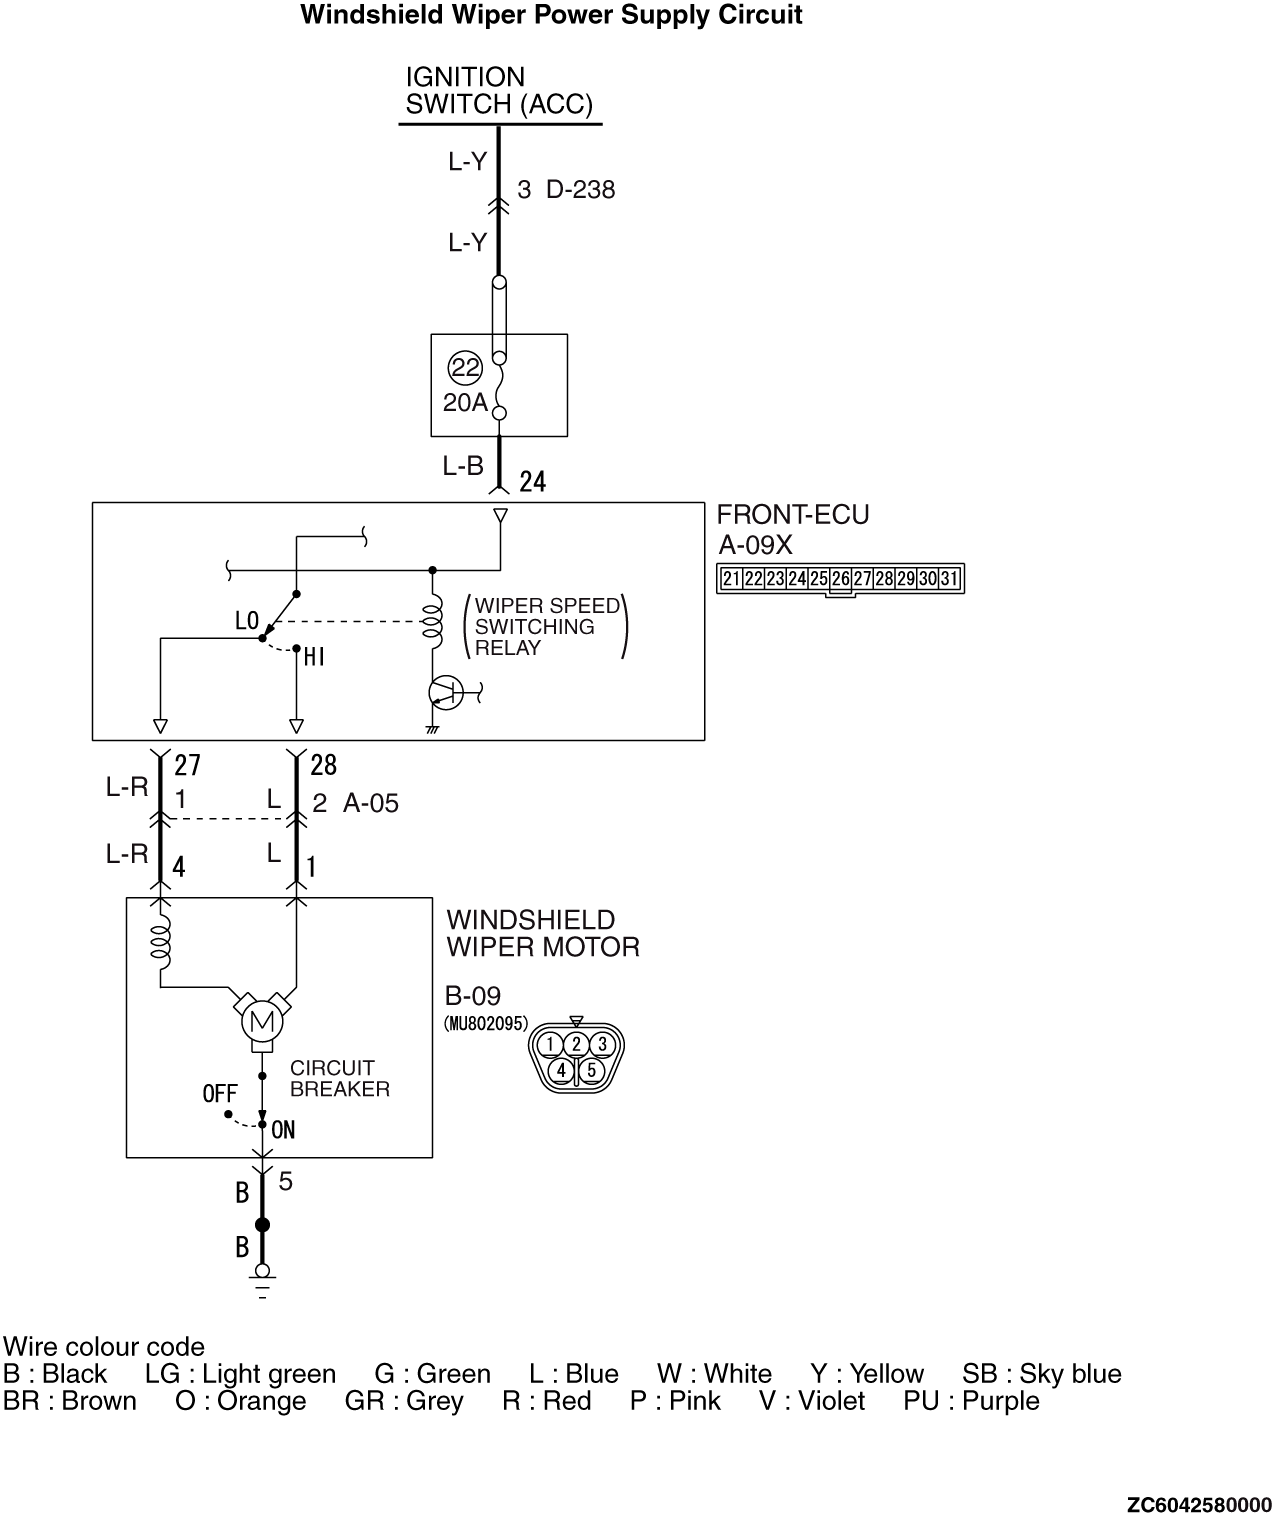 Windshield Wiper Power Supply Circuit
IGNITION
SWITCH (ACC)
L-Y
3 D-238
L-Y
22
20A
L-B
24
FRONT-ECU
A-09X
21 22 23 24 25 26 27 28 29 30 31
(WIPER SPEED
SWITCHING
RELAY)
LO
HI
27
28
L-R
1
L
2 A-05
L-R
4
L
1
WINDSHIELD
WIPER MOTOR
B-09
(MU802095)
1 2 3
4 5
M
CIRCUIT
BREAKER
OFF
ON
5
B
B
Wire colour code
B : Black LG : Light green G : Green L : Blue W : White Y : Yellow SB : Sky blue
BR : Brown O : Orange GR : Grey R : Red P : Pink V : Violet PU : Purple
ZC6042580000